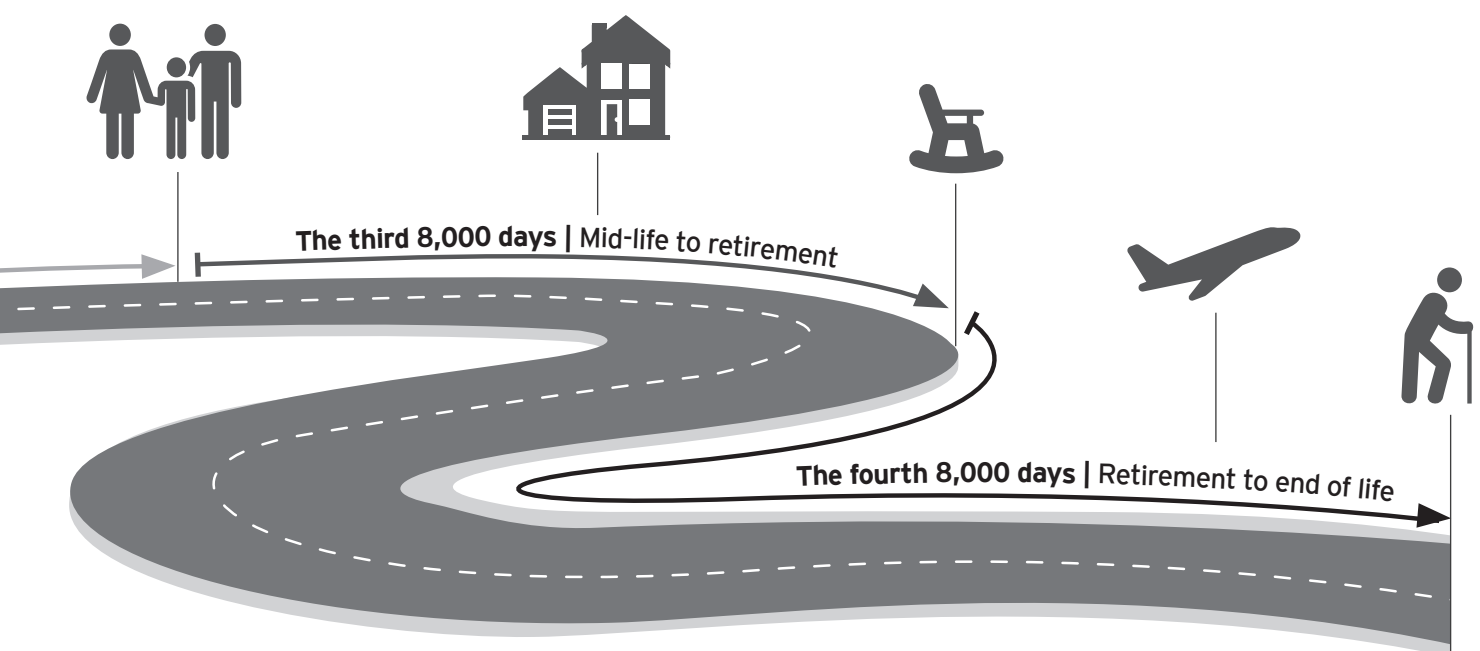 The third 8,000 days | Mid-life to retirement
The fourth 8,000 days | Retirement to end of life